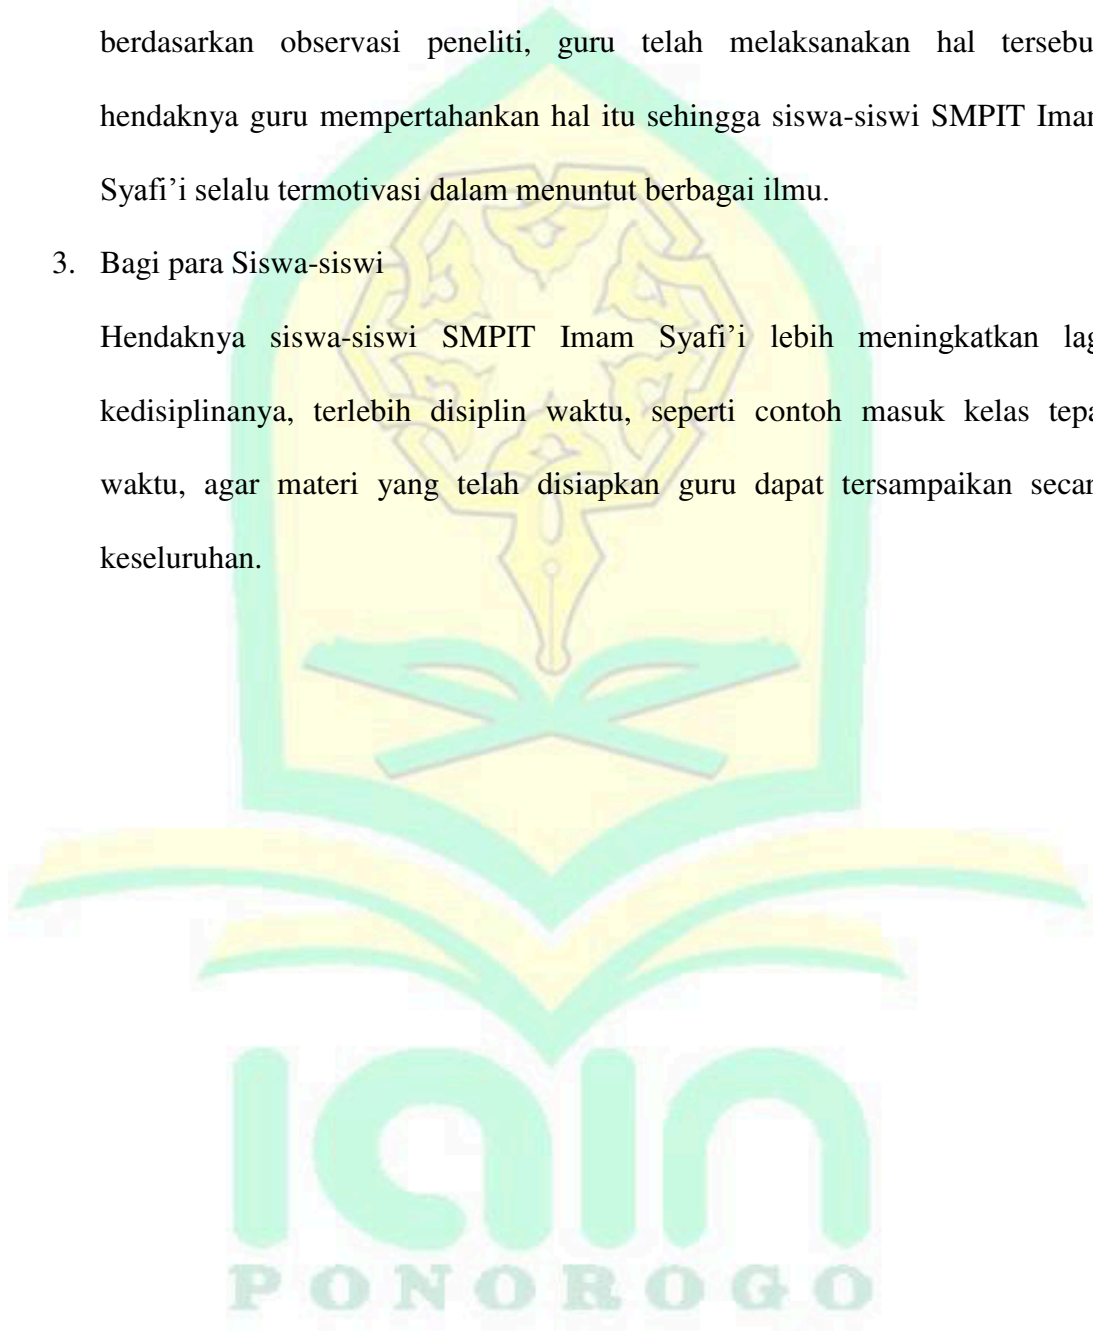 berdasarkan observasi peneliti, guru telah melaksanakan hal tersebu
hendaknya guru mempertahankan hal itu sehingga siswa-siswi SMPIT Imar
Syafi’i selalu termotivasi dalam menuntut berbagai ilmu.
3. Bagi para Siswa-siswi
Hendaknya siswa-siswi SMPIT Imam Syafi’i lebih meningkatkan lag
kedisiplinanya, terlebih disiplin waktu, seperti contoh masuk kelas tepa
waktu, agar materi yang telah disiapkan guru dapat tersampaikan secar
keseluruhan.
iain
PONOROGO